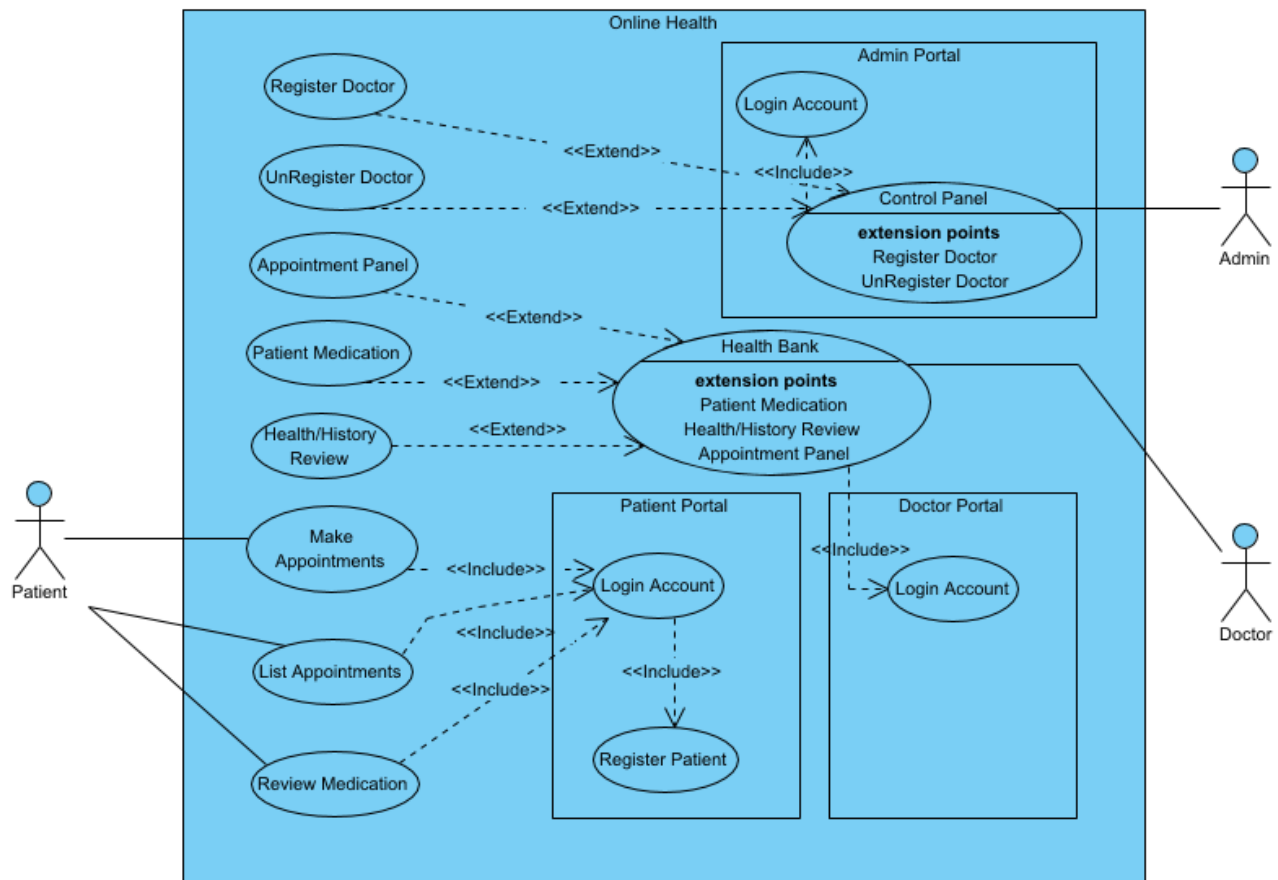 Online Health
Admin Portal
Register Doctor
Login Account
<<Extend>>
<<Include>>
UnRegister Doctor
<<Extend>>
Control Panel
extension points
Register Doctor
UnRegister Doctor
Admin
Appointment Panel
<<Extend>>
Patient Medication
<<Extend>>
Health Bank
extension points
Patient Medication
Health/History Review
Appointment Panel
Health/History
Review
<<Extend>>
Patient Portal
Doctor Portal
Make
Appointments
<<Include>>
Login Account
<<Include>>
Login Account
Patient
Doctor
List Appointments
<<Include>>
<<Include>>
<<Include>>
Review Medication
Register Patient